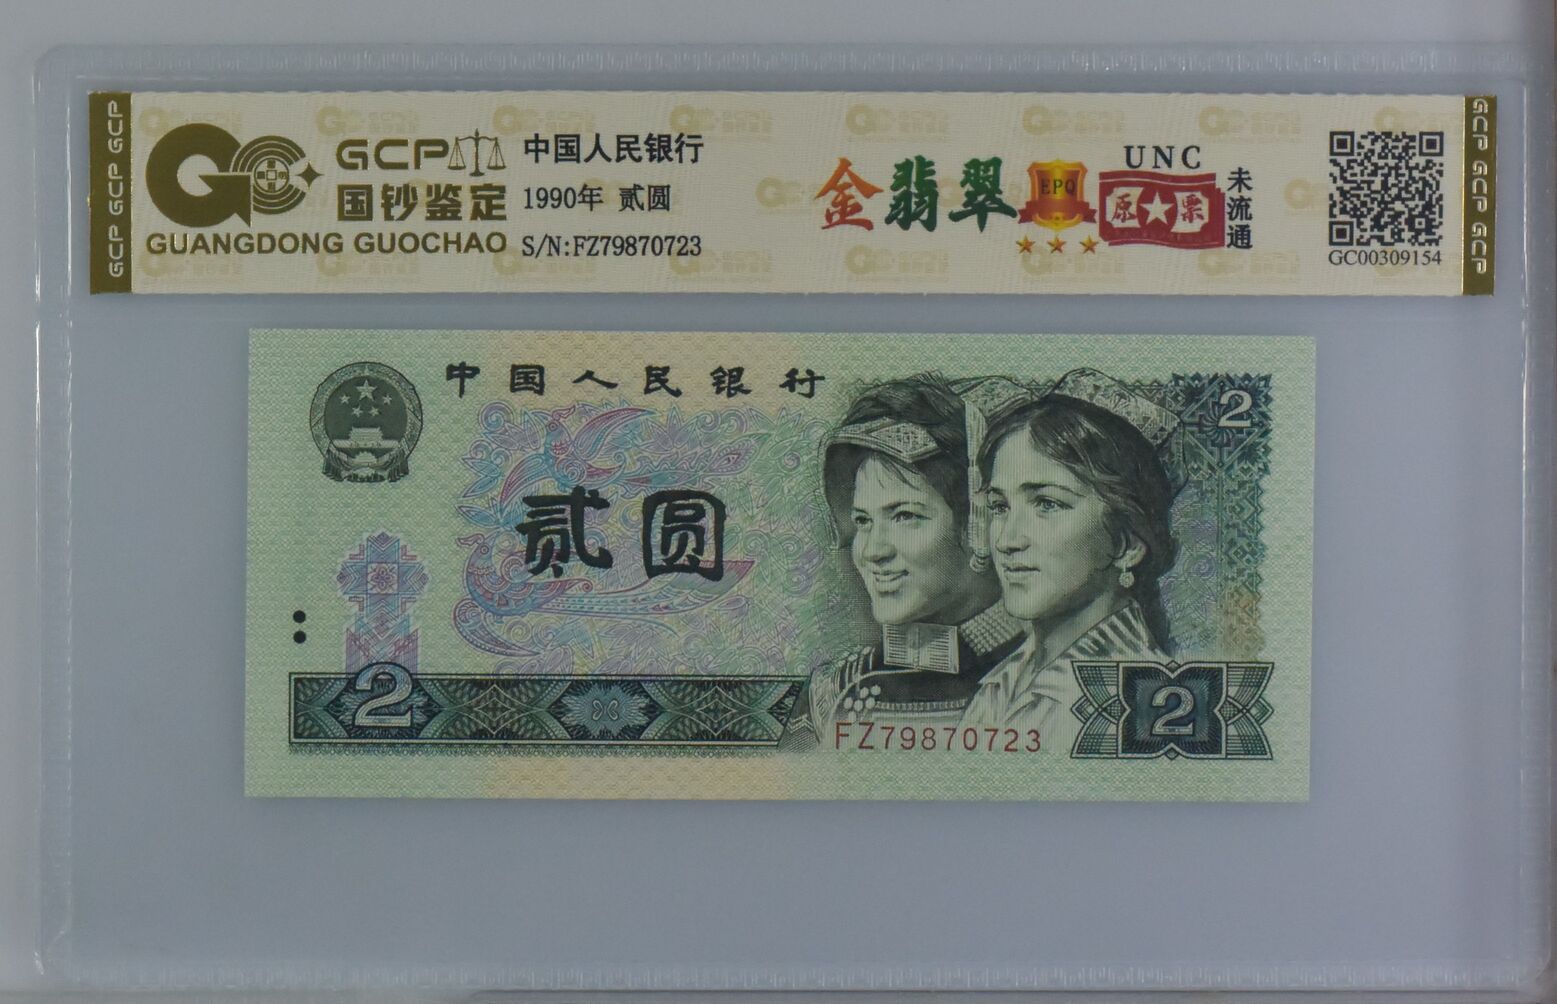 GCP GCP GCP
GCP
国钞鉴定
GUANGDONG GUOCHAO
中国人民银行
1990年 贰圆
S/N:FZ79870723
金翡翠
EPQ
UNC
原票
未流通
GC00309154
GCP GCP GCP
中国人民银行
2
贰圆
2
FZ79870723
2